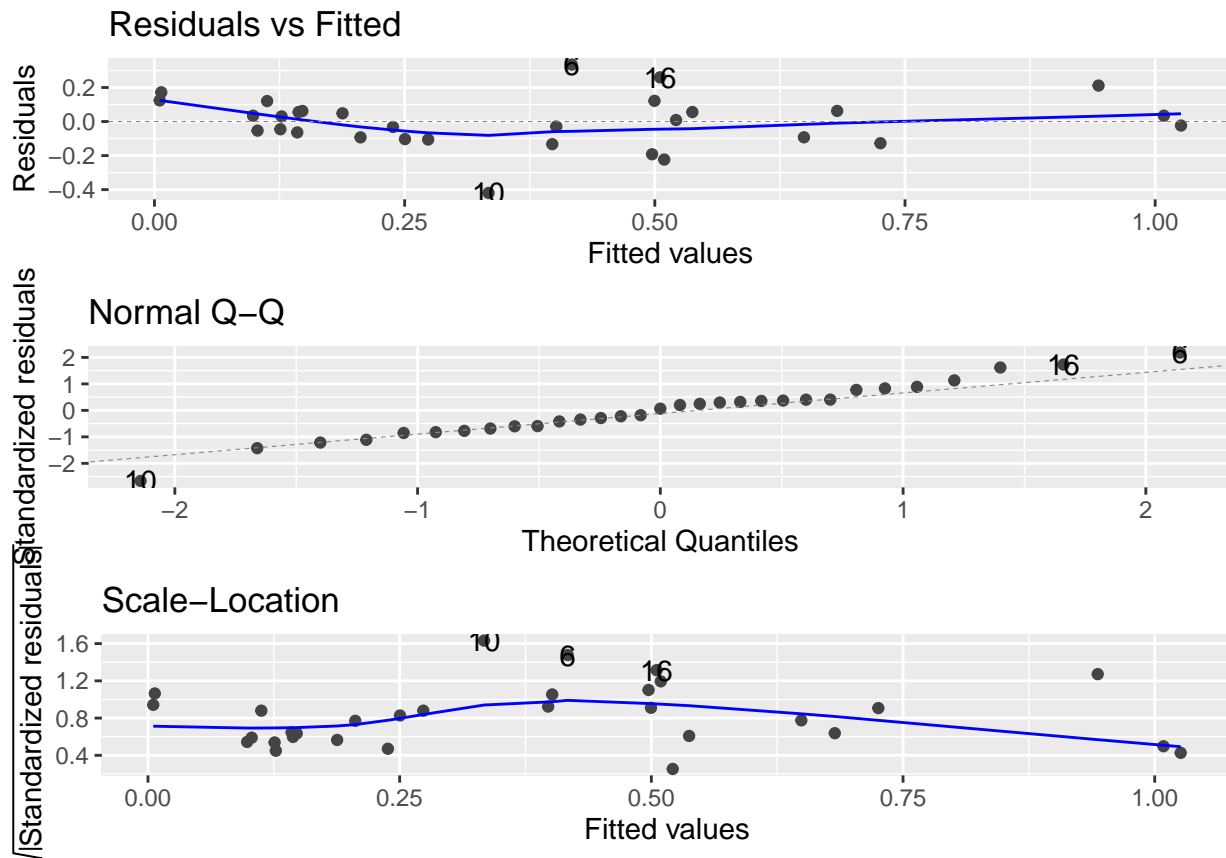 Residuals vs Fitted
Residuals
0.2
0.0
−0.2
−0.4
6
16
10
0.00 0.25 0.50 0.75 1.00
Fitted values
Normal Q−Q
Standardized residuals
2
1
0
−1
−2
6
16
10
−2 −1 0 1 2
Theoretical Quantiles
Scale−Location
√|Standardized residuals|
1.6
1.2
0.8
0.4
10
6
16
0.00 0.25 0.50 0.75 1.00
Fitted values